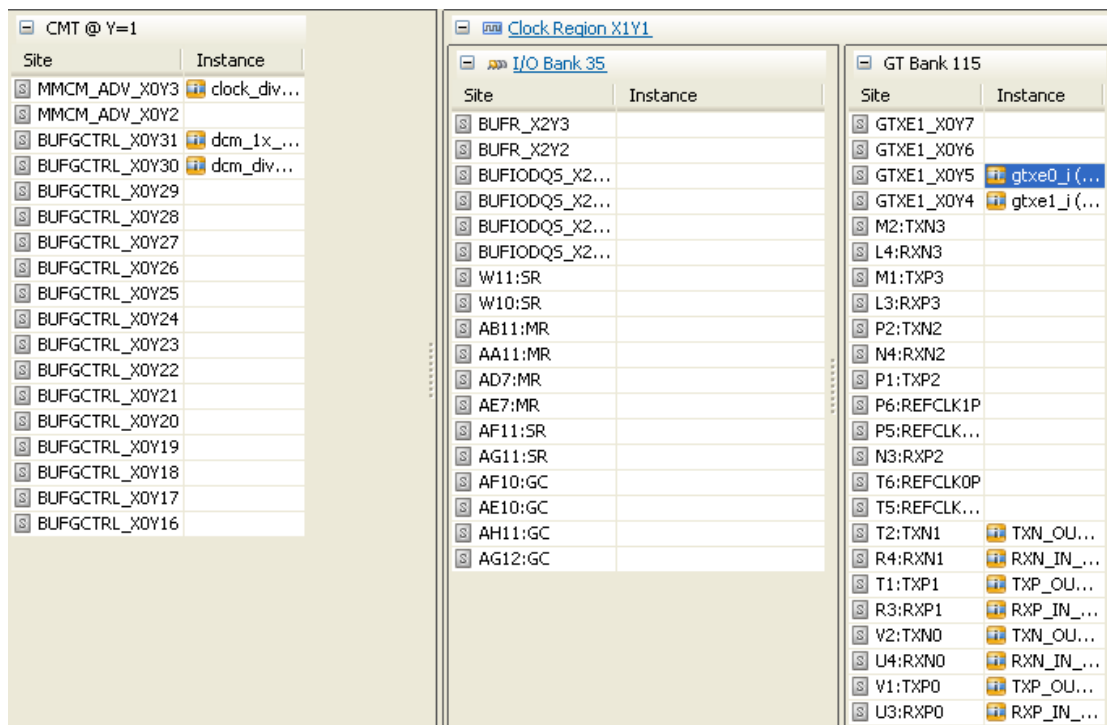 CMT @ Y=1
Site Instance
MMCM_ADV_X0Y3 clock_div...
MMCM_ADV_X0Y2
BUFGCTRL_X0Y31 dcm_1x_...
BUFGCTRL_X0Y30 dcm_div...
BUFGCTRL_X0Y29
BUFGCTRL_X0Y28
BUFGCTRL_X0Y27
BUFGCTRL_X0Y26
BUFGCTRL_X0Y25
BUFGCTRL_X0Y24
BUFGCTRL_X0Y23
BUFGCTRL_X0Y22
BUFGCTRL_X0Y21
BUFGCTRL_X0Y20
BUFGCTRL_X0Y19
BUFGCTRL_X0Y18
BUFGCTRL_X0Y17
BUFGCTRL_X0Y16
Clock Region X1Y1
I/O Bank 35
Site Instance
BUFR_X2Y3
BUFR_X2Y2
BUFIODQS_X2...
BUFIODQS_X2...
BUFIODQS_X2...
BUFIODQS_X2...
W11:SR
W10:SR
AB11:MR
AA11:MR
AD7:MR
AE7:MR
AF11:SR
AG11:SR
AF10:GC
AE10:GC
AH11:GC
AG12:GC
GT Bank 115
Site Instance
GTXE1_X0Y7
GTXE1_X0Y6
GTXE1_X0Y5 gtxe0_i (...
GTXE1_X0Y4 gtxe1_i (...
M2:TXN3
L4:RXN3
M1:TXP3
L3:RXP3
P2:TXN2
N4:RXN2
P1:TXP2
P6:REFCLK1P
P5:REFCLK...
N3:RXP2
T6:REFCLK0P
T5:REFCLK...
T2:TXN1 TXN_OU...
R4:RXN1 RXN_IN_...
T1:TXP1 TXP_OU...
R3:RXP1 RXP_IN_...
V2:TXN0 TXN_OU...
U4:RXN0 RXN_IN_...
V1:TXP0 TXP_OU...
U3:RXP0 RXP_IN_...